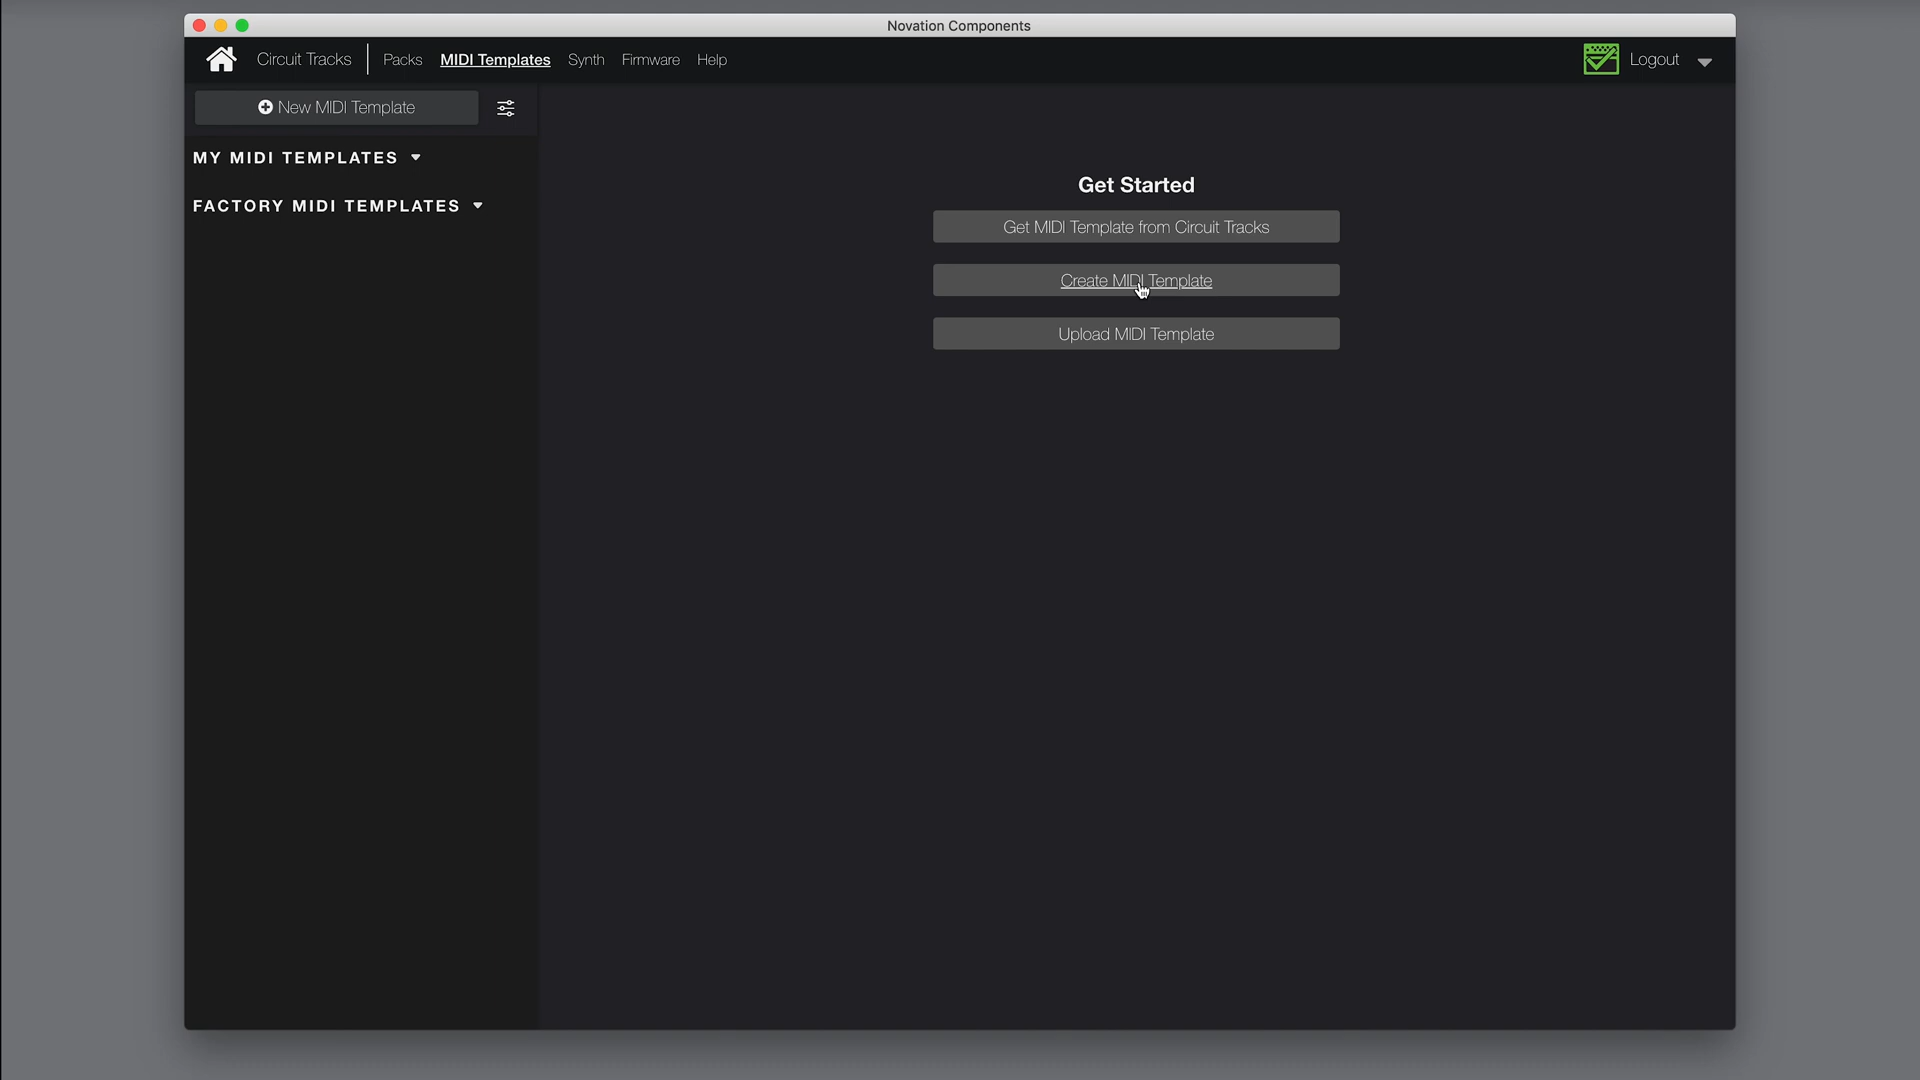 Novation Components
Circuit Tracks
Packs
MIDI Templates
Synth
Firmware
Help
Logout
New MIDI Template
MY MIDI TEMPLATES
FACTORY MIDI TEMPLATES
Get Started
Get MIDI Template from Circuit Tracks
Create MIDI Template
Upload MIDI Template